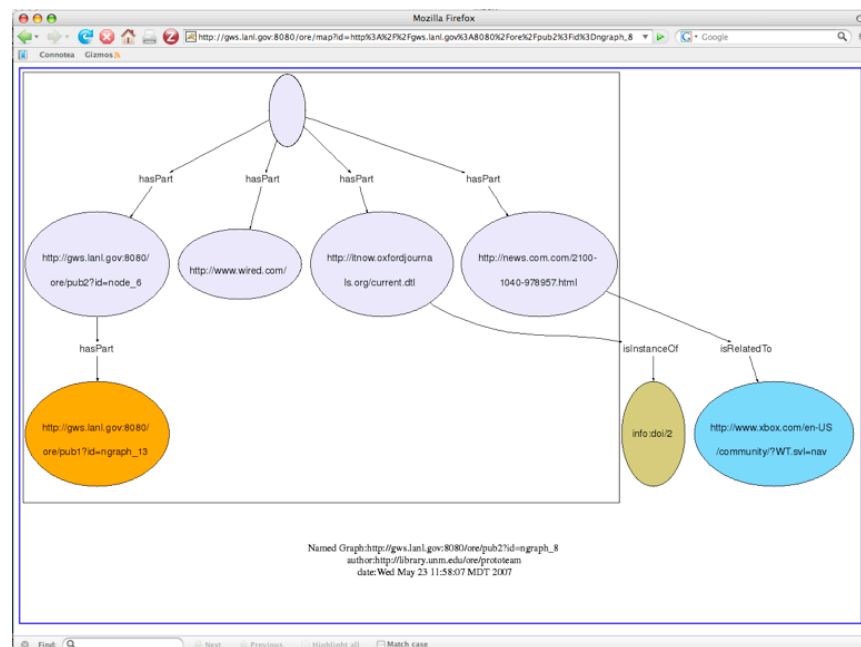 Mozilla Firefox
http://gws.lanl.gov:8080/ore/map?id=http%3A%2F%2Fgws.lanl.gov%3A8080%2Fore%2Fpub2%3Fid%3Dngraph_8
G Google
Connotea Gizmos
hasPart hasPart hasPart hasPart
http://gws.lanl.gov:8080/
ore/pub2?id=node_6
http://www.wired.com/
http://itnow.oxfordjourna
ls.org/current.dtl
http://news.com.com/2100-
1040-978957.html
hasPart isInstanceOf isRelatedTo
http://gws.lanl.gov:8080/
ore/pub1?id=ngraph_13
info:doi/2
http://www.xbox.com/en-US
/community/?WT.svl=nav
Named Graph:http://gws.lanl.gov:8080/ore/pub2?id=ngraph_8
author:http://library.unm.edu/ore/prototeam
date:Wed May 23 11:58:07 MDT 2007
Find: Next Previous Highlight all Match case